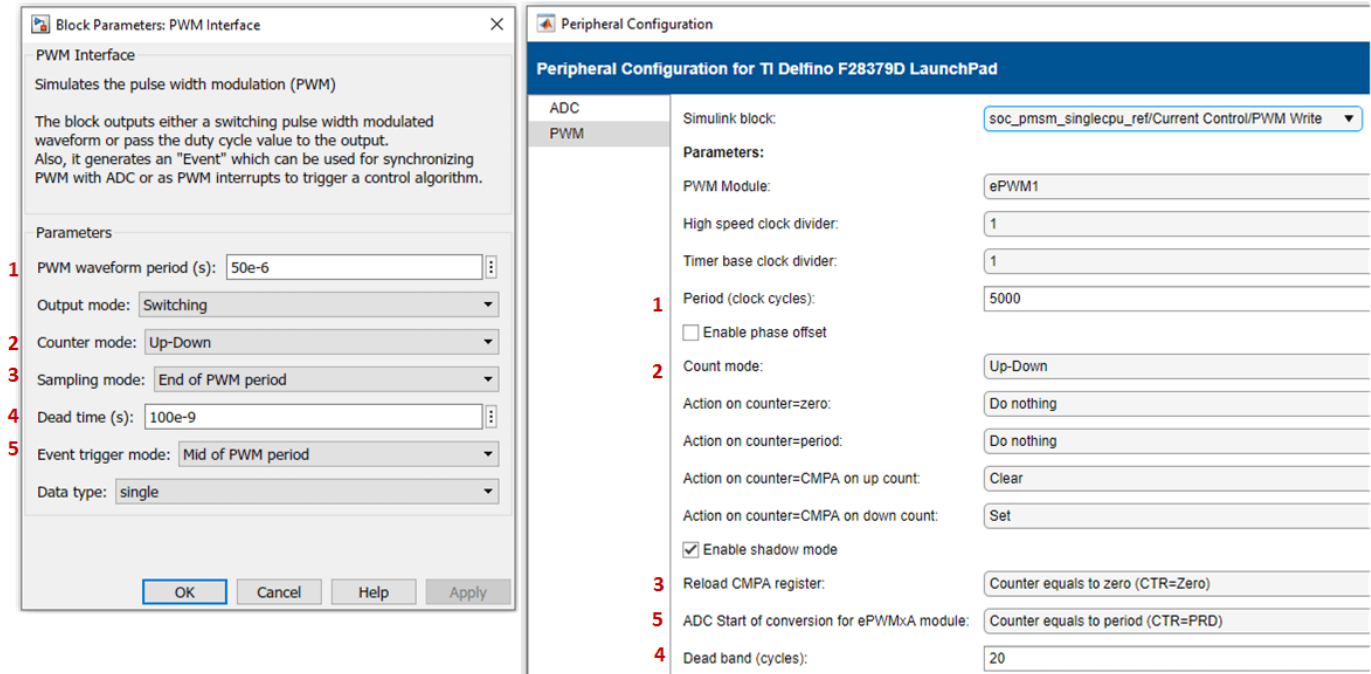 Block Parameters: PWM Interface
PWM Interface
Simulates the pulse width modulation (PWM)
The block outputs either a switching pulse width modulated
waveform or pass the duty cycle value to the output.
Also, it generates an "Event" which can be used for synchronizing
PWM with ADC or as PWM interrupts to trigger a control algorithm.
Parameters
1 PWM waveform period (s): 50e-6
Output mode: Switching
2 Counter mode: Up-Down
3 Sampling mode: End of PWM period
4 Dead time (s): 100e-9
5 Event trigger mode: Mid of PWM period
Data type: single
OK Cancel Help Apply
Peripheral Configuration
Peripheral Configuration for TI Delfino F28379D LaunchPad
ADC
PWM
Simulink block: soc_pmsm_singlecpu_ref/Current Control/PWM Write
Parameters:
PWM Module: ePWM1
High speed clock divider: 1
Timer base clock divider: 1
1 Period (clock cycles): 5000
Enable phase offset
2 Count mode: Up-Down
Action on counter=zero: Do nothing
Action on counter=period: Do nothing
Action on counter=CMPA on up count: Clear
Action on counter=CMPA on down count: Set
Enable shadow mode
3 Reload CMPA register: Counter equals to zero (CTR=Zero)
5 ADC Start of conversion for ePWMxA module: Counter equals to period (CTR=PRD)
4 Dead band (cycles): 20